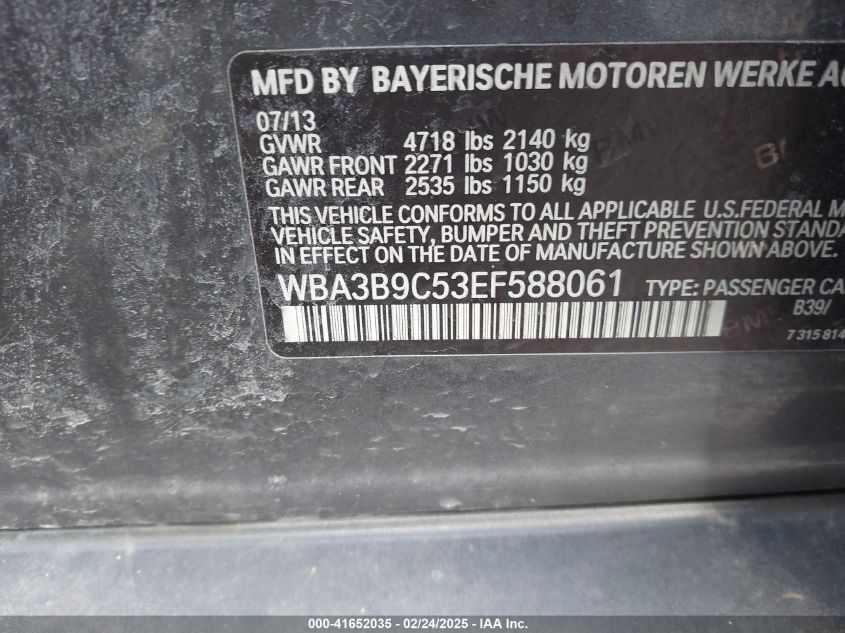 MFD BY BAYERISCHE MOTOREN WERKE AG
07/13
GVWR 4718 lbs 2140 kg
GAWR FRONT 2271 lbs 1030 kg
GAWR REAR 2535 lbs 1150 kg
THIS VEHICLE CONFORMS TO ALL APPLICABLE U.S.FEDERAL M
VEHICLE SAFETY, BUMPER AND THEFT PREVENTION STANDA
IN EFFECT ON THE DATE OF MANUFACTURE SHOWN ABOVE.
WBA3B9C53EF588061 TYPE: PASSENGER CA
B39/
7315814
000-41652035 - 02/24/2025 - IAA Inc.